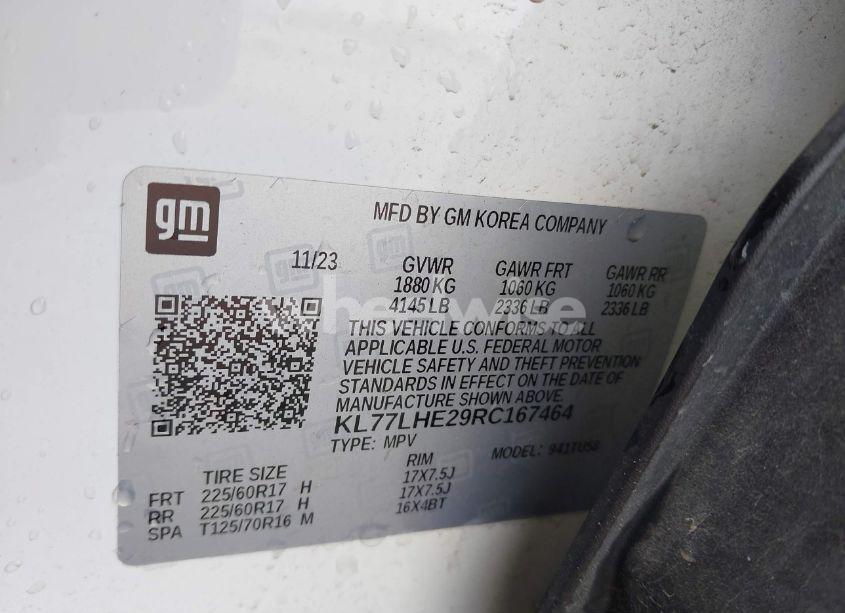 gm
MFD BY GM KOREA COMPANY
11/23 GVWR GAWR FRT GAWR RR
1880 KG 1060 KG 1060 KG
4145 LB 2336 LB 2336 LB
THIS VEHICLE CONFORMS TO ALL
APPLICABLE U.S. FEDERAL MOTOR
VEHICLE SAFETY AND THEFT PREVENTION
STANDARDS IN EFFECT ON THE DATE OF
MANUFACTURE SHOWN ABOVE.
KL77LHE29RC167464
TYPE: MPV MODEL: 941TU58
TIRE SIZE RIM
FRT 225/60R17 H 17X7.5J
RR 225/60R17 H 17X7.5J
SPA T125/70R16 M 16X4BT